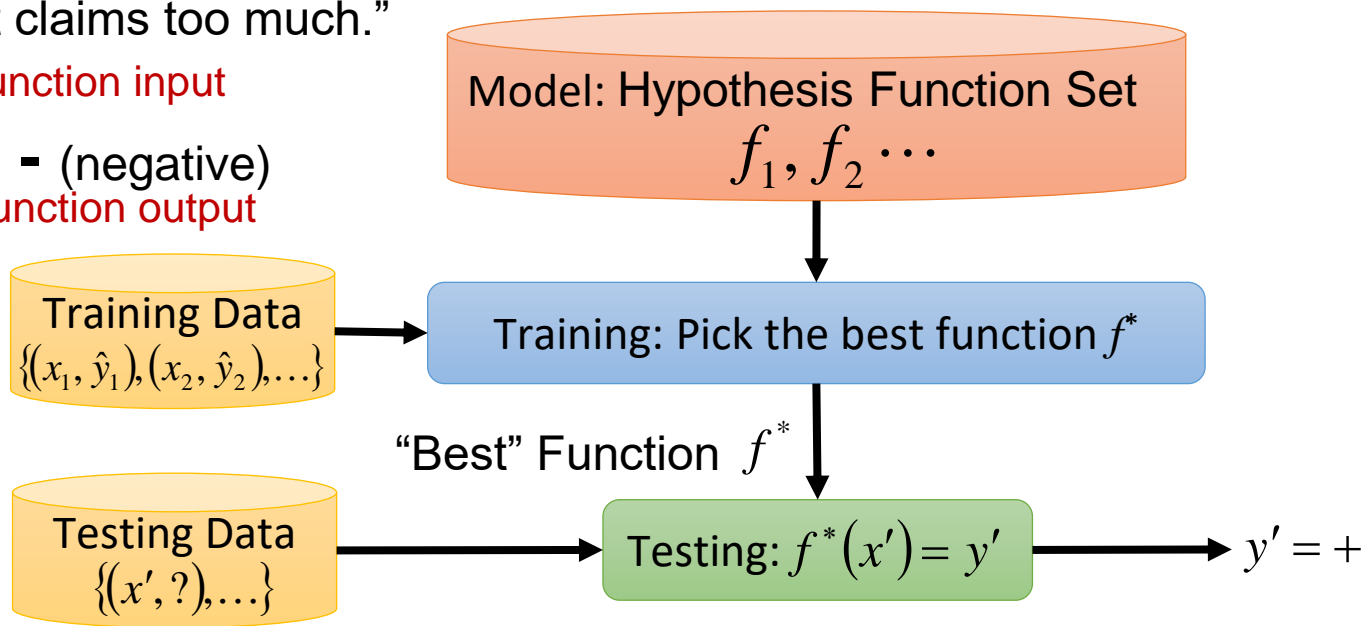 t claims too much.”
unction input
- (negative)
unction output
Model: Hypothesis Function Set
f₁, f₂ ⋯
Training Data
{(x₁, ŷ₁), (x₂, ŷ₂), …}
Training: Pick the best function f*
“Best” Function f*
Testing Data
{(x′, ?), …}
Testing: f*(x′) = y′
y′ = +